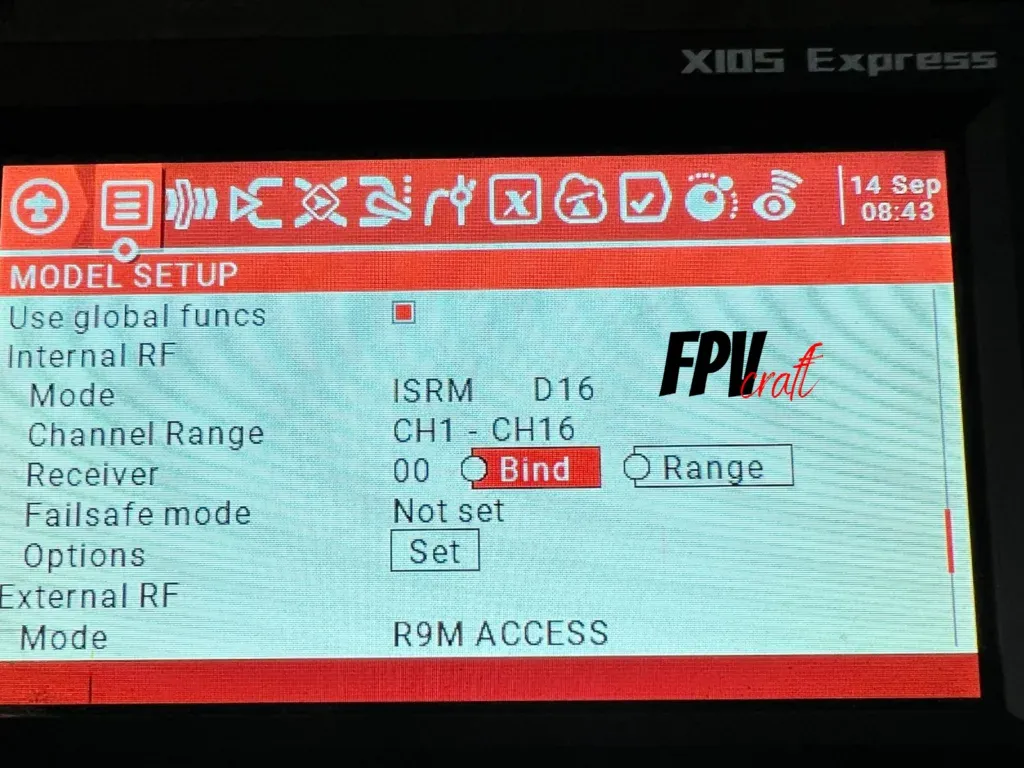 X10S Express
14 Sep
08:43
MODEL SETUP
Use global funcs
Internal RF
Mode ISRM D16
FPV craft
Channel Range CH1 - CH16
Receiver 00 Bind Range
Failsafe mode Not set
Options Set
External RF
Mode R9M ACCESS